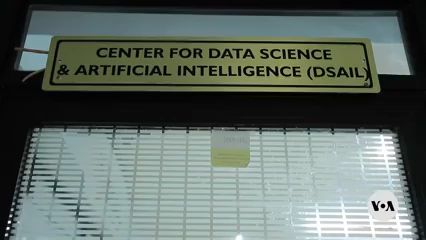 CENTER FOR DATA SCIENCE
& ARTIFICIAL INTELLIGENCE (DSAIL)
VOA